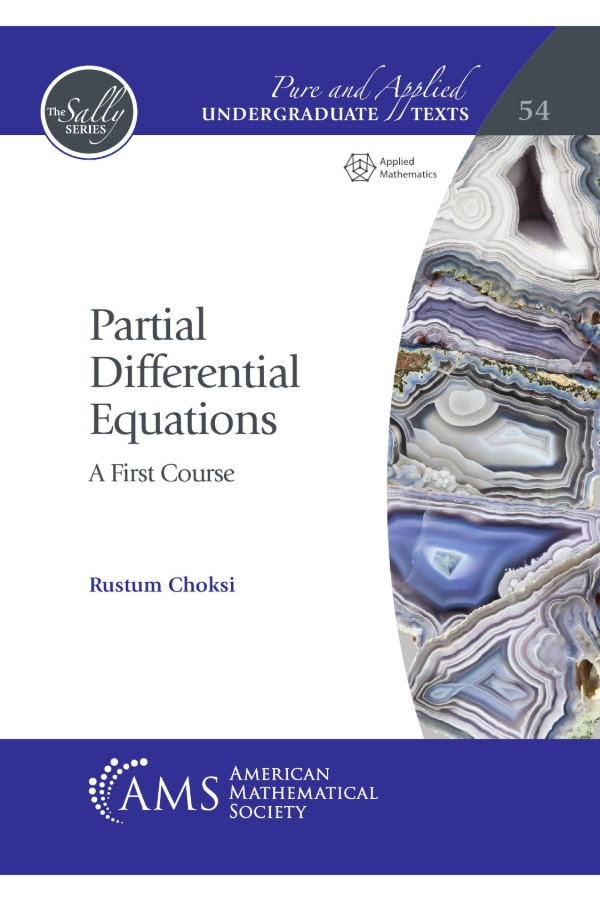 The Sally
SERIES
Pure and Applied
UNDERGRADUATE TEXTS
54
Applied
Mathematics
Partial
Differential
Equations
A First Course
Rustum Choksi
AMS
AMERICAN
MATHEMATICAL
SOCIETY